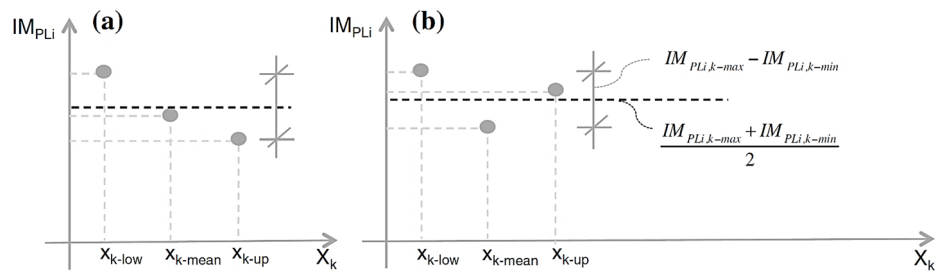 (a)
IM_PLi
x_k-low
x_k-mean
x_k-up
X_k
(b)
IM_PLi
IM_PLi,k-max − IM_PLi,k-min
IM_PLi,k-max + IM_PLi,k-min
2
x_k-low
x_k-mean
x_k-up
X_k